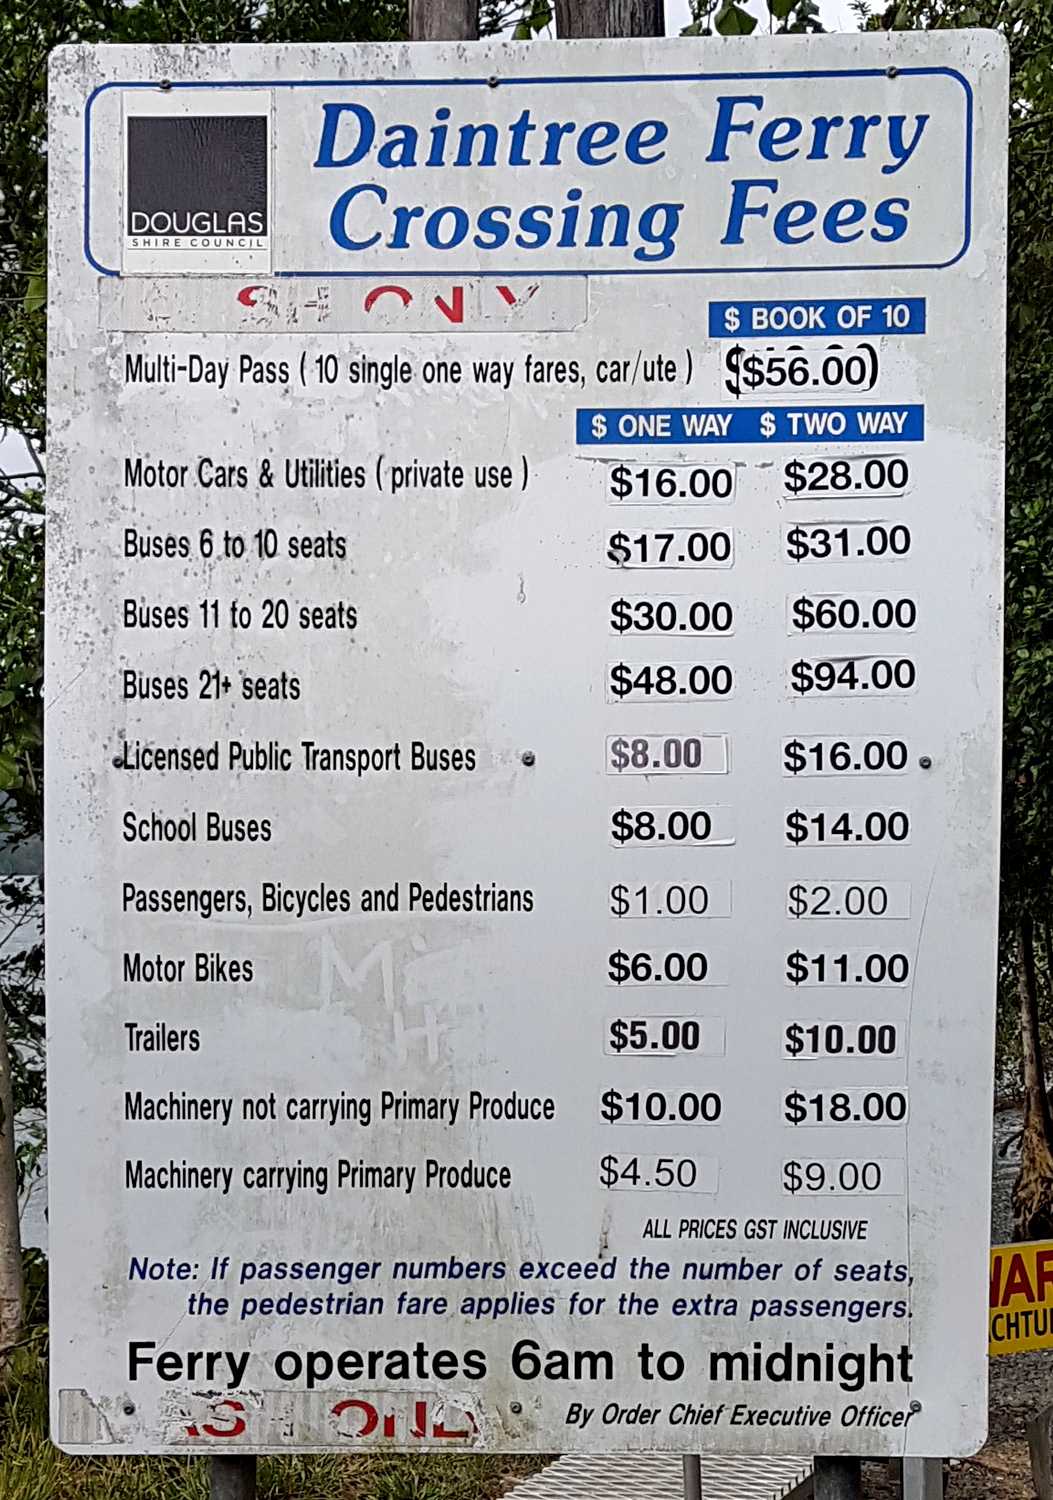 DOUGLAS
SHIRE COUNCIL
Daintree Ferry
Crossing Fees
$ BOOK OF 10
Multi-Day Pass ( 10 single one way fares, car/ute ) $56.00
$ ONE WAY $ TWO WAY
Motor Cars & Utilities ( private use ) $16.00 $28.00
Buses 6 to 10 seats $17.00 $31.00
Buses 11 to 20 seats $30.00 $60.00
Buses 21+ seats $48.00 $94.00
Licensed Public Transport Buses $8.00 $16.00
School Buses $8.00 $14.00
Passengers, Bicycles and Pedestrians $1.00 $2.00
Motor Bikes $6.00 $11.00
Trailers $5.00 $10.00
Machinery not carrying Primary Produce $10.00 $18.00
Machinery carrying Primary Produce $4.50 $9.00
ALL PRICES GST INCLUSIVE
Note: If passenger numbers exceed the number of seats,
the pedestrian fare applies for the extra passengers.
Ferry operates 6am to midnight
By Order Chief Executive Officer